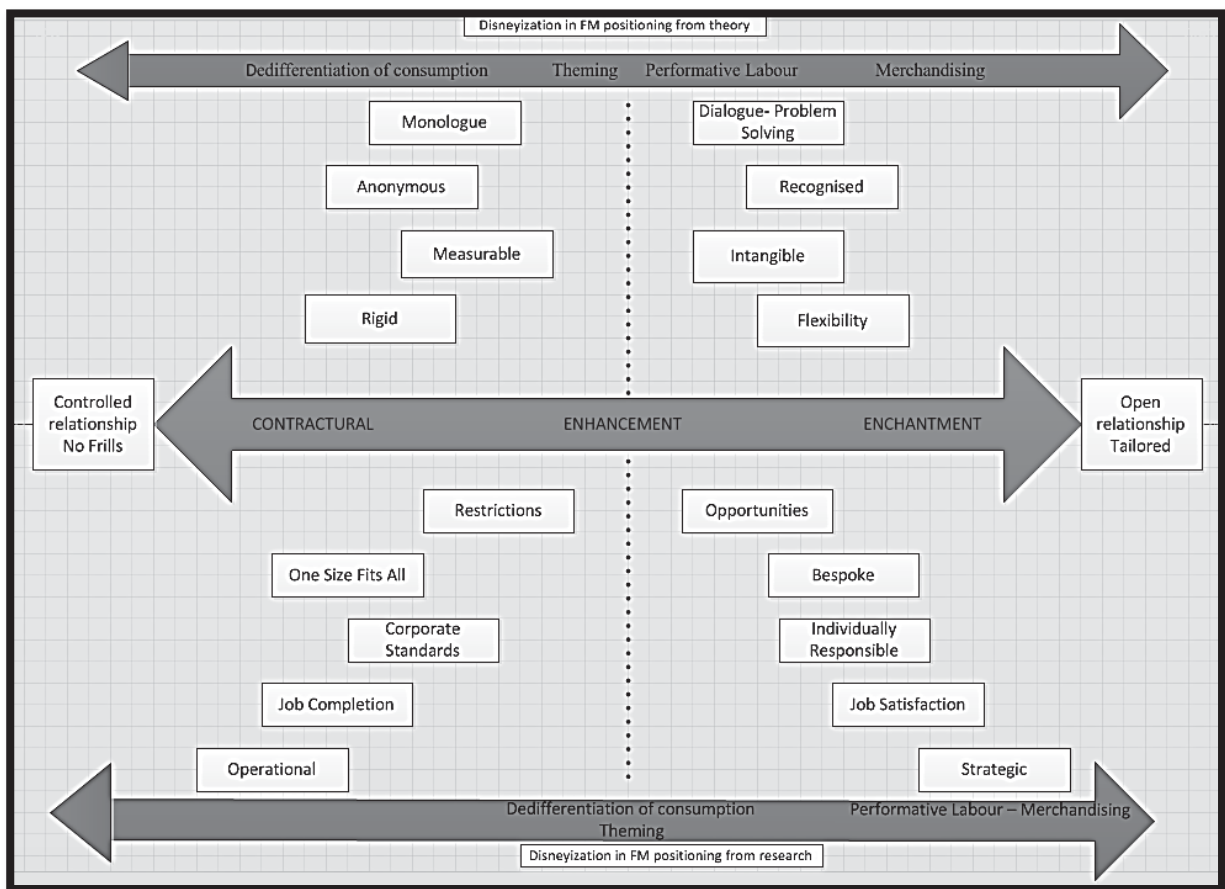 Disneyization in FM positioning from theory
Dedifferentiation of consumption Theming Performative Labour Merchandising
Monologue
Dialogue- Problem
Solving
Anonymous
Recognised
Measurable
Intangible
Rigid
Flexibility
Controlled
relationship
No Frills
CONTRACTURAL ENHANCEMENT ENCHANTMENT
Open
relationship
Tailored
Restrictions
Opportunities
One Size Fits All
Bespoke
Corporate
Standards
Individually
Responsible
Job Completion
Job Satisfaction
Operational
Strategic
Dedifferentiation of consumption
Theming
Performative Labour – Merchandising
Disneyization in FM positioning from research